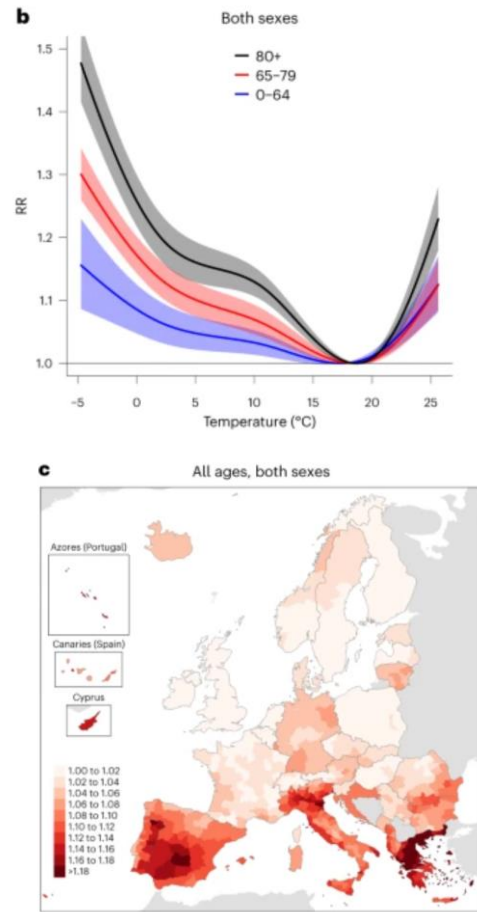 b
Both sexes
80+
65–79
0–64
1.5
1.4
1.3
1.2
1.1
1.0
RR
−5 0 5 10 15 20 25
Temperature (°C)
c
All ages, both sexes
Azores (Portugal)
Canaries (Spain)
Cyprus
1.00 to 1.02
1.02 to 1.04
1.04 to 1.06
1.06 to 1.08
1.08 to 1.10
1.10 to 1.12
1.12 to 1.14
1.14 to 1.16
1.16 to 1.18
>1.18